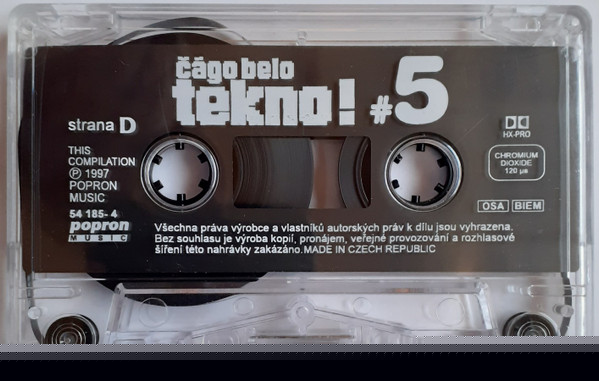 čágo belo
tekno! #5
strana D
HX-PRO
THIS
COMPILATION
Ⓟ 1997
POPRON
MUSIC
54 185-4
popron
MUSIC
CHROMIUM
DIOXIDE
120 µs
OSA BIEM
Všechna práva výrobce a vlastníků autorských práv k dílu jsou vyhrazena.
Bez souhlasu je výroba kopií, pronájem, veřejné provozování a rozhlasové
šíření této nahrávky zakázáno. MADE IN CZECH REPUBLIC